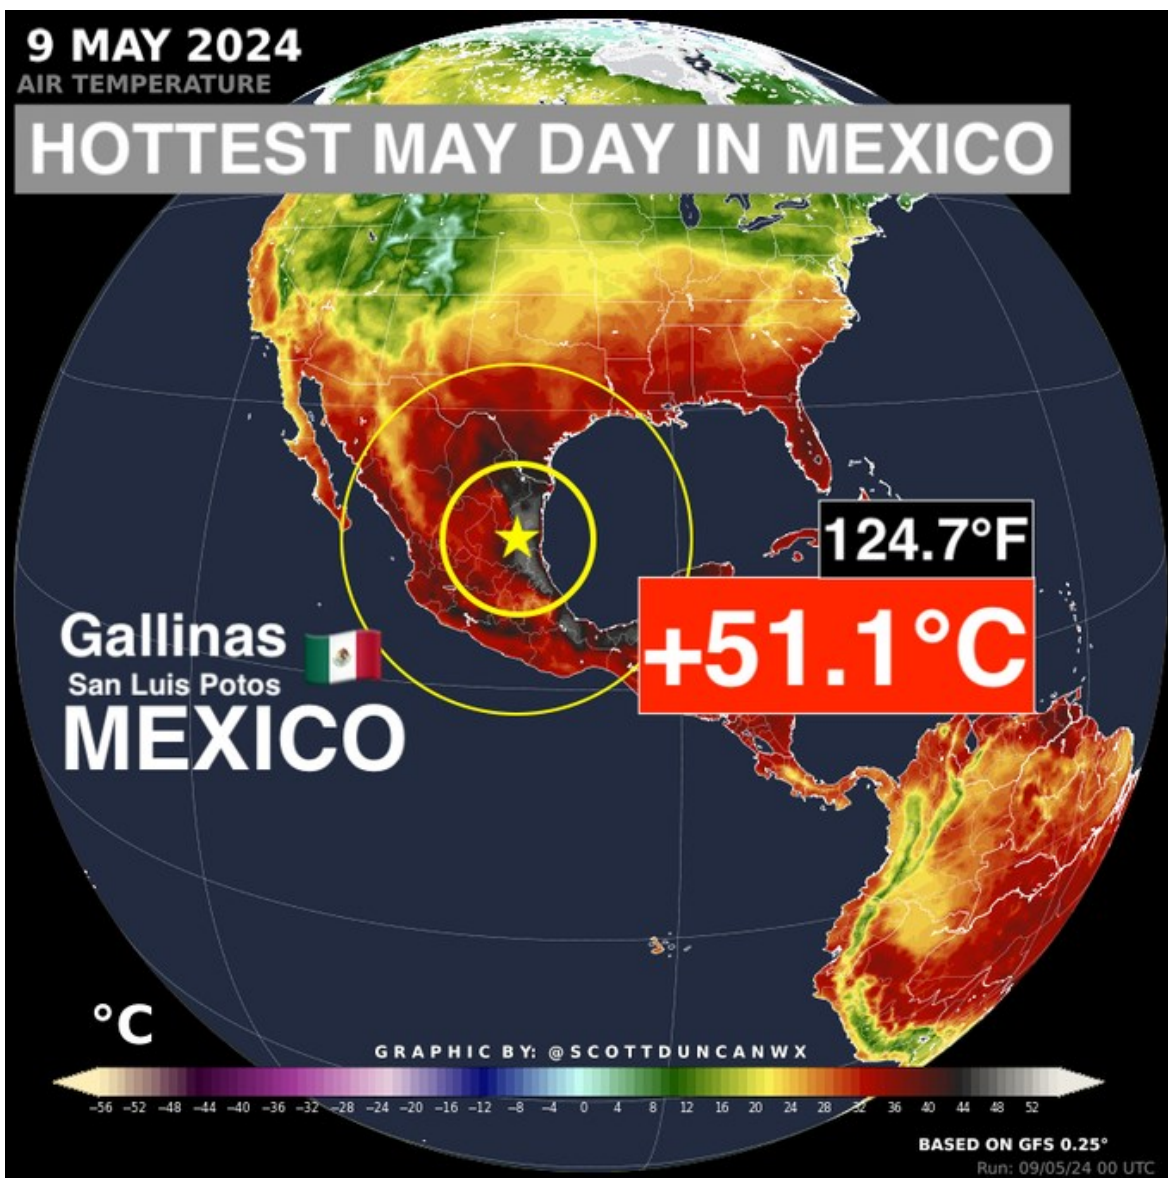 9 MAY 2024
AIR TEMPERATURE
HOTTEST MAY DAY IN MEXICO
124.7°F
+51.1°C
Gallinas
San Luis Potos
MEXICO
°C
GRAPHIC BY: @SCOTTDUNCANWX
−56 −52 −48 −44 −40 −36 −32 −28 −24 −20 −16 −12 −8 −4 0 4 8 12 16 20 24 28 32 36 40 44 48 52
BASED ON GFS 0.25°
Run: 09/05/24 00 UTC